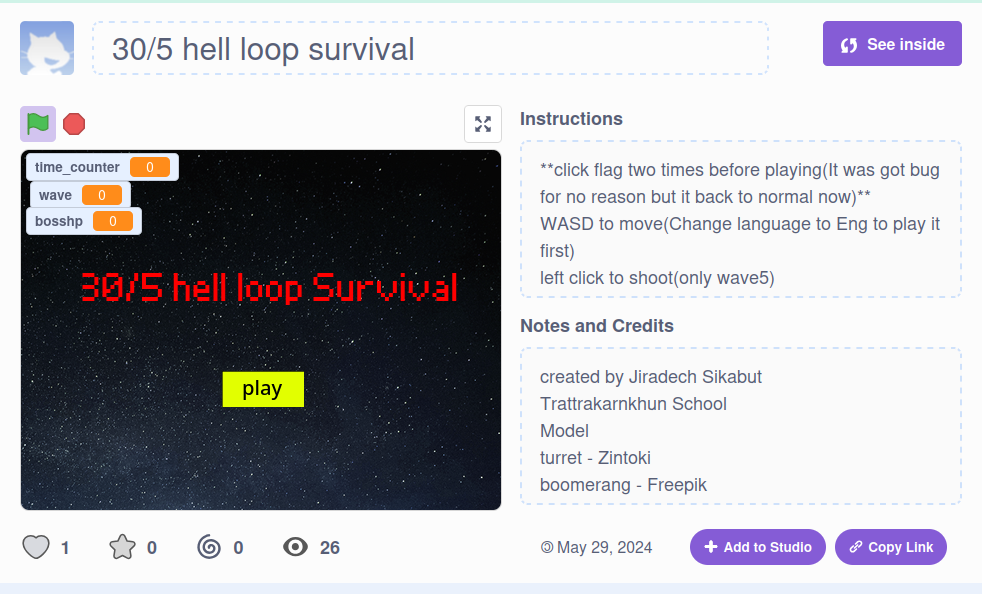 30/5 hell loop survival
See inside
time_counter 0
wave 0
bosshp 0
30/5 hell loop Survival
play
Instructions
**click flag two times before playing(It was got bug
for no reason but it back to normal now)**
WASD to move(Change language to Eng to play it
first)
left click to shoot(only wave5)
Notes and Credits
created by Jiradech Sikabut
Trattrakarnkhun School
Model
turret - Zintoki
boomerang - Freepik
1
0
0
26
May 29, 2024
Add to Studio
Copy Link